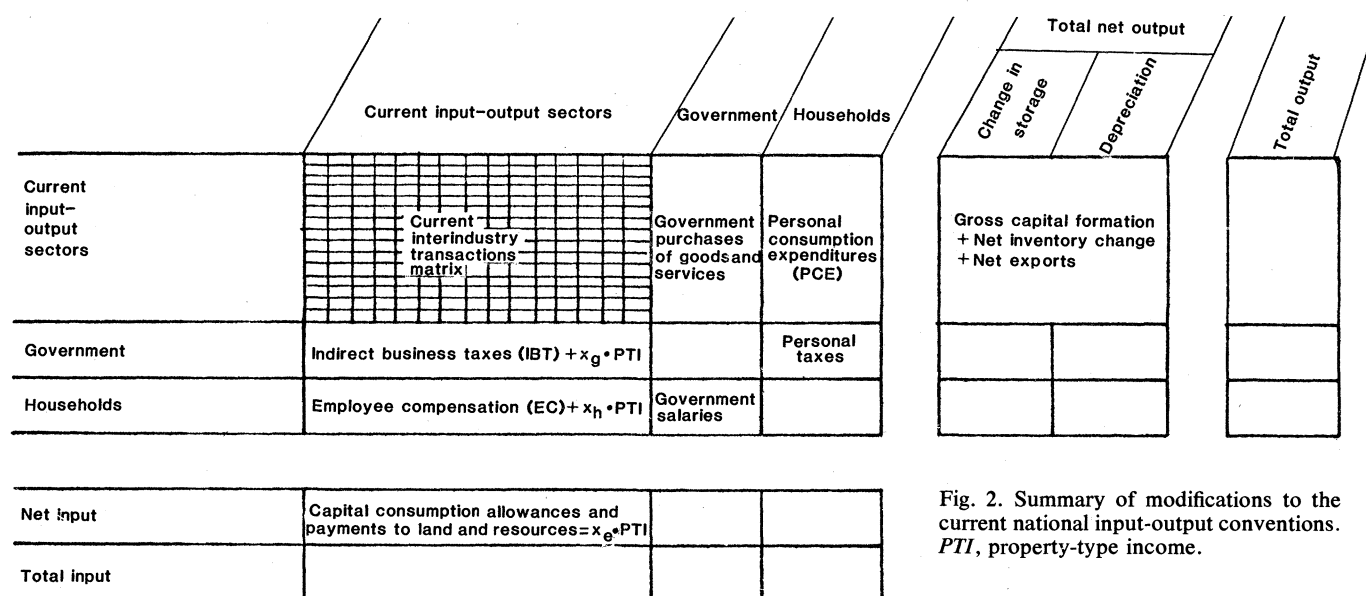 Total net output
Change in
storage
Depreciation
Total output
Current input-output sectors
Government
Households
Current
input-
output
sectors
Current
interindustry
transactions
matrix
Government
purchases
of goods and
services
Personal
consumption
expenditures
(PCE)
Gross capital formation
+ Net inventory change
+ Net exports
Government
Indirect business taxes (IBT) + xg • PTI
Personal
taxes
Households
Employee compensation (EC) + xh • PTI
Government
salaries
Net input
Capital consumption allowances and
payments to land and resources = xe • PTI
Total input
Fig. 2. Summary of modifications to the
current national input-output conventions.
PTI, property-type income.